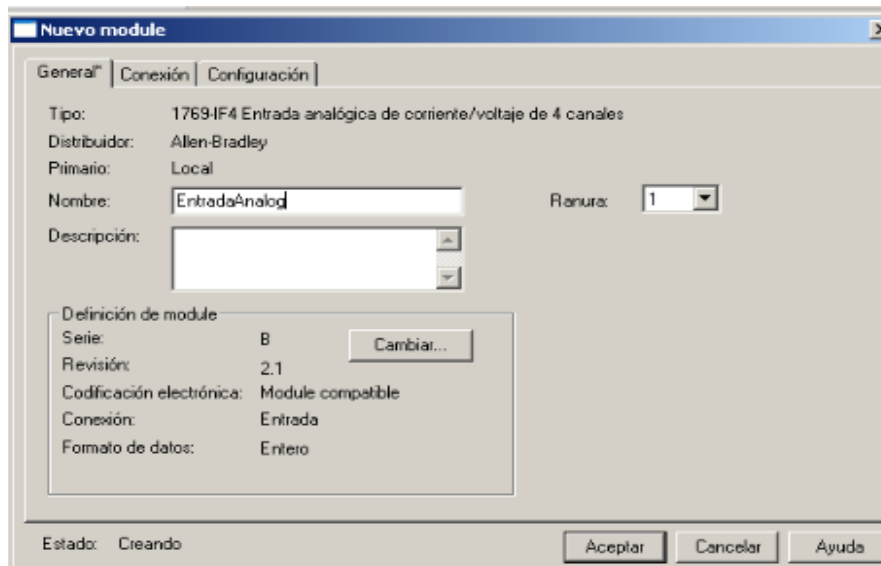 Nuevo module
General* Conexión Configuración
Tipo: 1769-IF4 Entrada analógica de corriente/voltaje de 4 canales
Distribuidor: Allen-Bradley
Primario: Local
Nombre: EntradaAnalog Ranura: 1
Descripción:
Definición de module
Serie: B Cambiar...
Revisión: 2.1
Codificación electrónica: Module compatible
Conexión: Entrada
Formato de datos: Entero
Estado: Creando Aceptar Cancelar Ayuda